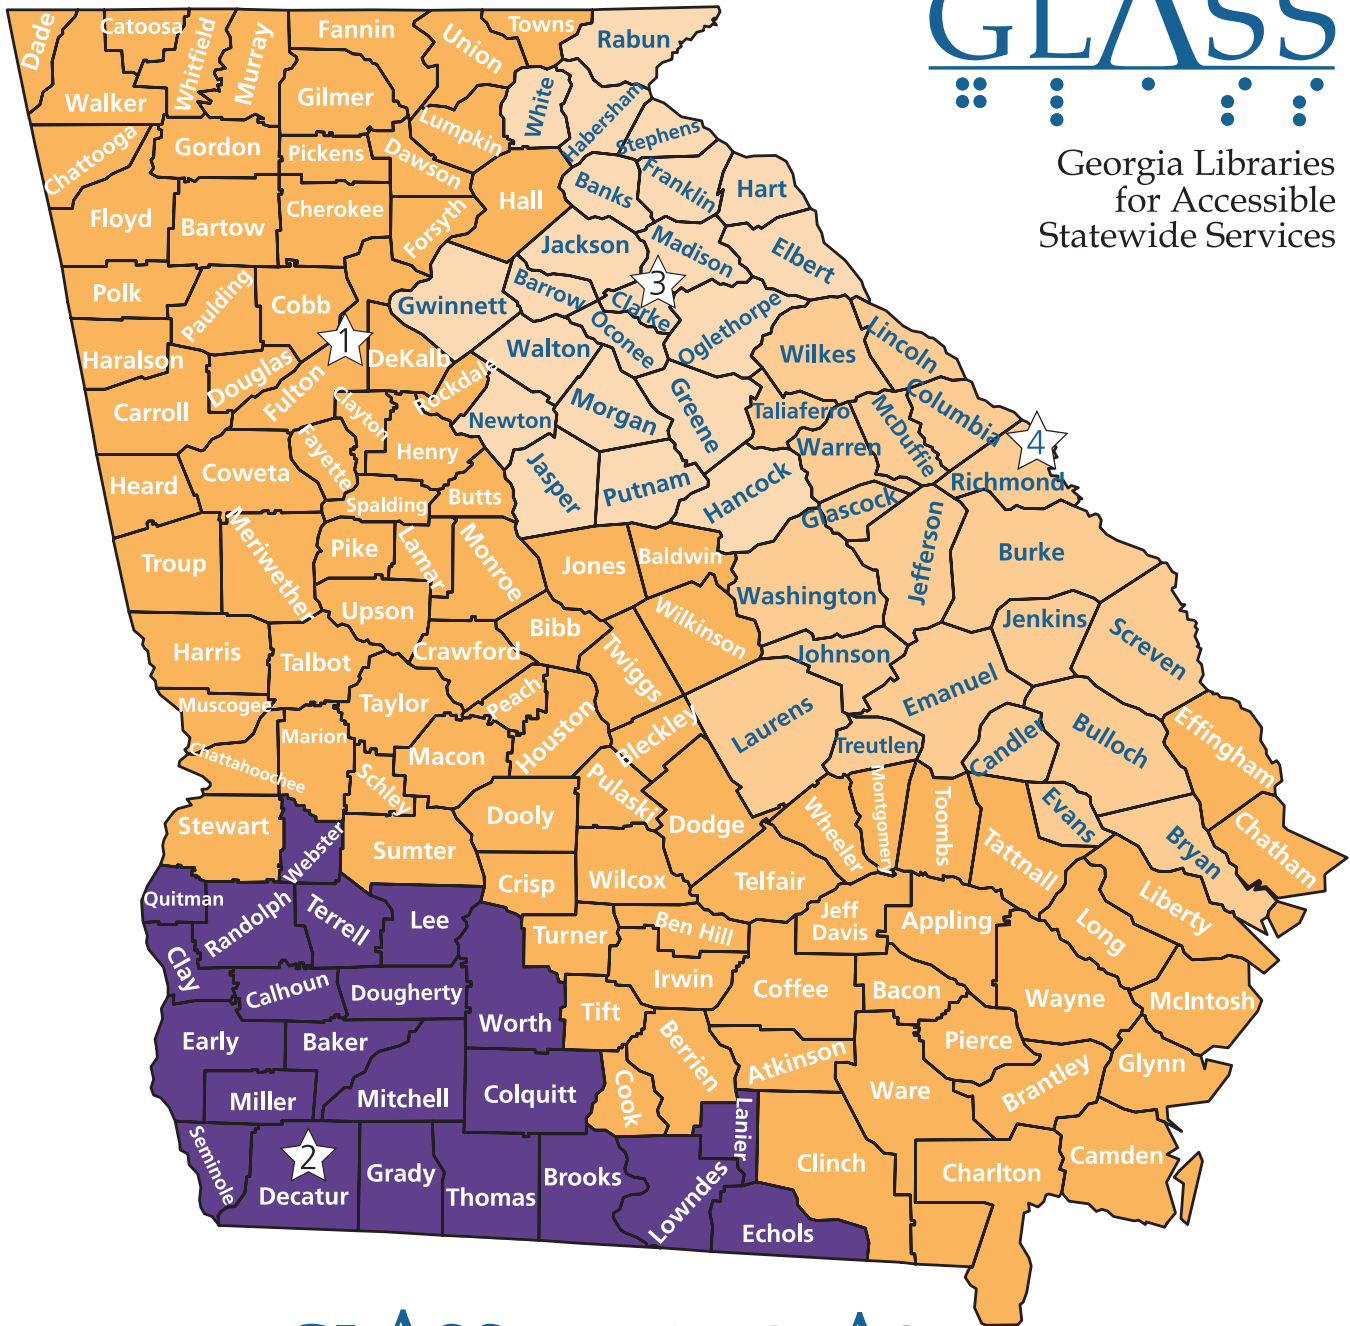 GLASS
Georgia Libraries
for Accessible
Statewide Services
Dade
Catoosa
Whitfield
Murray
Fannin
Union
Towns
Rabun
Walker
Gilmer
White
Habersham
Stephens
Lumpkin
Chattooga
Gordon
Pickens
Dawson
Hall
Banks
Franklin
Hart
Floyd
Bartow
Cherokee
Forsyth
Jackson
Madison
Elbert
Polk
Paulding
Cobb
Gwinnett
Barrow
3
Clarke
Oconee
Oglethorpe
Haralson
Douglas
1
DeKalb
Fulton
Rockdale
Walton
Wilkes
Lincoln
Carroll
Clayton
Newton
Morgan
Greene
Taliaferro
McDuffie
Columbia
Heard
Coweta
Fayette
Henry
Spalding
Butts
Jasper
Putnam
Hancock
Warren
Glascock
4
Richmond
Troup
Meriwether
Pike
Lamar
Monroe
Jones
Baldwin
Washington
Jefferson
Burke
Upson
Harris
Talbot
Crawford
Bibb
Twiggs
Wilkinson
Johnson
Jenkins
Screven
Emanuel
Muscogee
Taylor
Peach
Houston
Bleckley
Laurens
Treutlen
Candler
Bulloch
Effingham
Chattahoochee
Marion
Schley
Macon
Pulaski
Dodge
Wheeler
Montgomery
Toombs
Tattnall
Evans
Bryan
Chatham
Stewart
Webster
Sumter
Dooly
Crisp
Wilcox
Telfair
Quitman
Randolph
Terrell
Lee
Turner
Ben Hill
Jeff
Davis
Appling
Long
Liberty
Clay
Calhoun
Dougherty
Worth
Tift
Irwin
Coffee
Bacon
Wayne
McIntosh
Early
Baker
Miller
Mitchell
Colquitt
Cook
Berrien
Atkinson
Ware
Pierce
Brantley
Glynn
Seminole
2
Decatur
Grady
Thomas
Brooks
Lowndes
Lanier
Echols
Clinch
Charlton
Camden